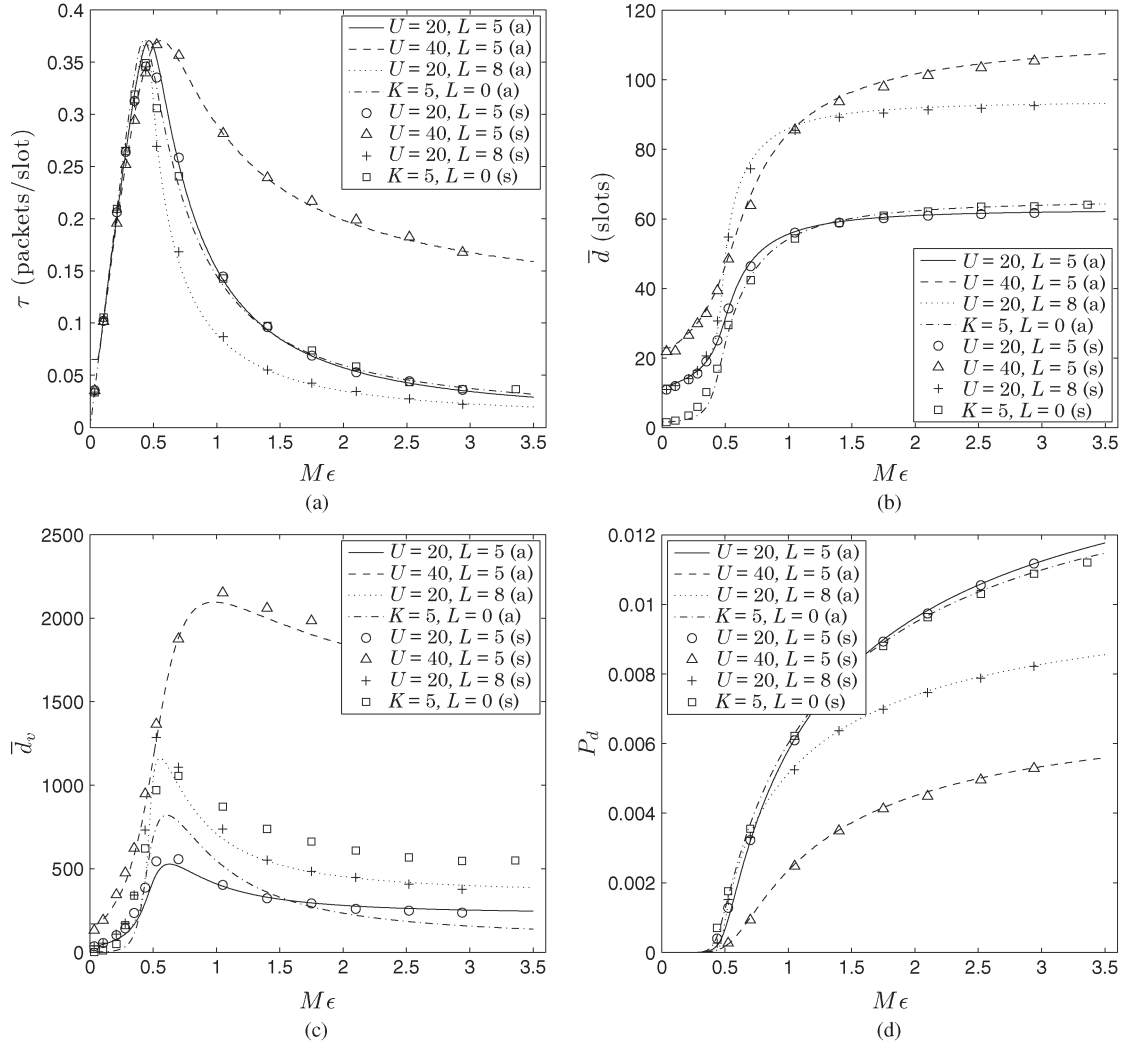 τ (packets/slot)
0.4
0.35
0.3
0.25
0.2
0.15
0.1
0.05
0
U = 20, L = 5 (a)
U = 40, L = 5 (a)
U = 20, L = 8 (a)
K = 5, L = 0 (a)
U = 20, L = 5 (s)
U = 40, L = 5 (s)
U = 20, L = 8 (s)
K = 5, L = 0 (s)
0 0.5 1 1.5 2 2.5 3 3.5
Mϵ
(a)
d̅ (slots)
120
100
80
60
40
20
0
U = 20, L = 5 (a)
U = 40, L = 5 (a)
U = 20, L = 8 (a)
K = 5, L = 0 (a)
U = 20, L = 5 (s)
U = 40, L = 5 (s)
U = 20, L = 8 (s)
K = 5, L = 0 (s)
0 0.5 1 1.5 2 2.5 3 3.5
Mϵ
(b)
d̅v
2500
2000
1500
1000
500
0
U = 20, L = 5 (a)
U = 40, L = 5 (a)
U = 20, L = 8 (a)
K = 5, L = 0 (a)
U = 20, L = 5 (s)
U = 40, L = 5 (s)
U = 20, L = 8 (s)
K = 5, L = 0 (s)
0 0.5 1 1.5 2 2.5 3 3.5
Mϵ
(c)
Pd
0.012
0.01
0.008
0.006
0.004
0.002
0
U = 20, L = 5 (a)
U = 40, L = 5 (a)
U = 20, L = 8 (a)
K = 5, L = 0 (a)
U = 20, L = 5 (s)
U = 40, L = 5 (s)
U = 20, L = 8 (s)
K = 5, L = 0 (s)
0 0.5 1 1.5 2 2.5 3 3.5
Mϵ
(d)